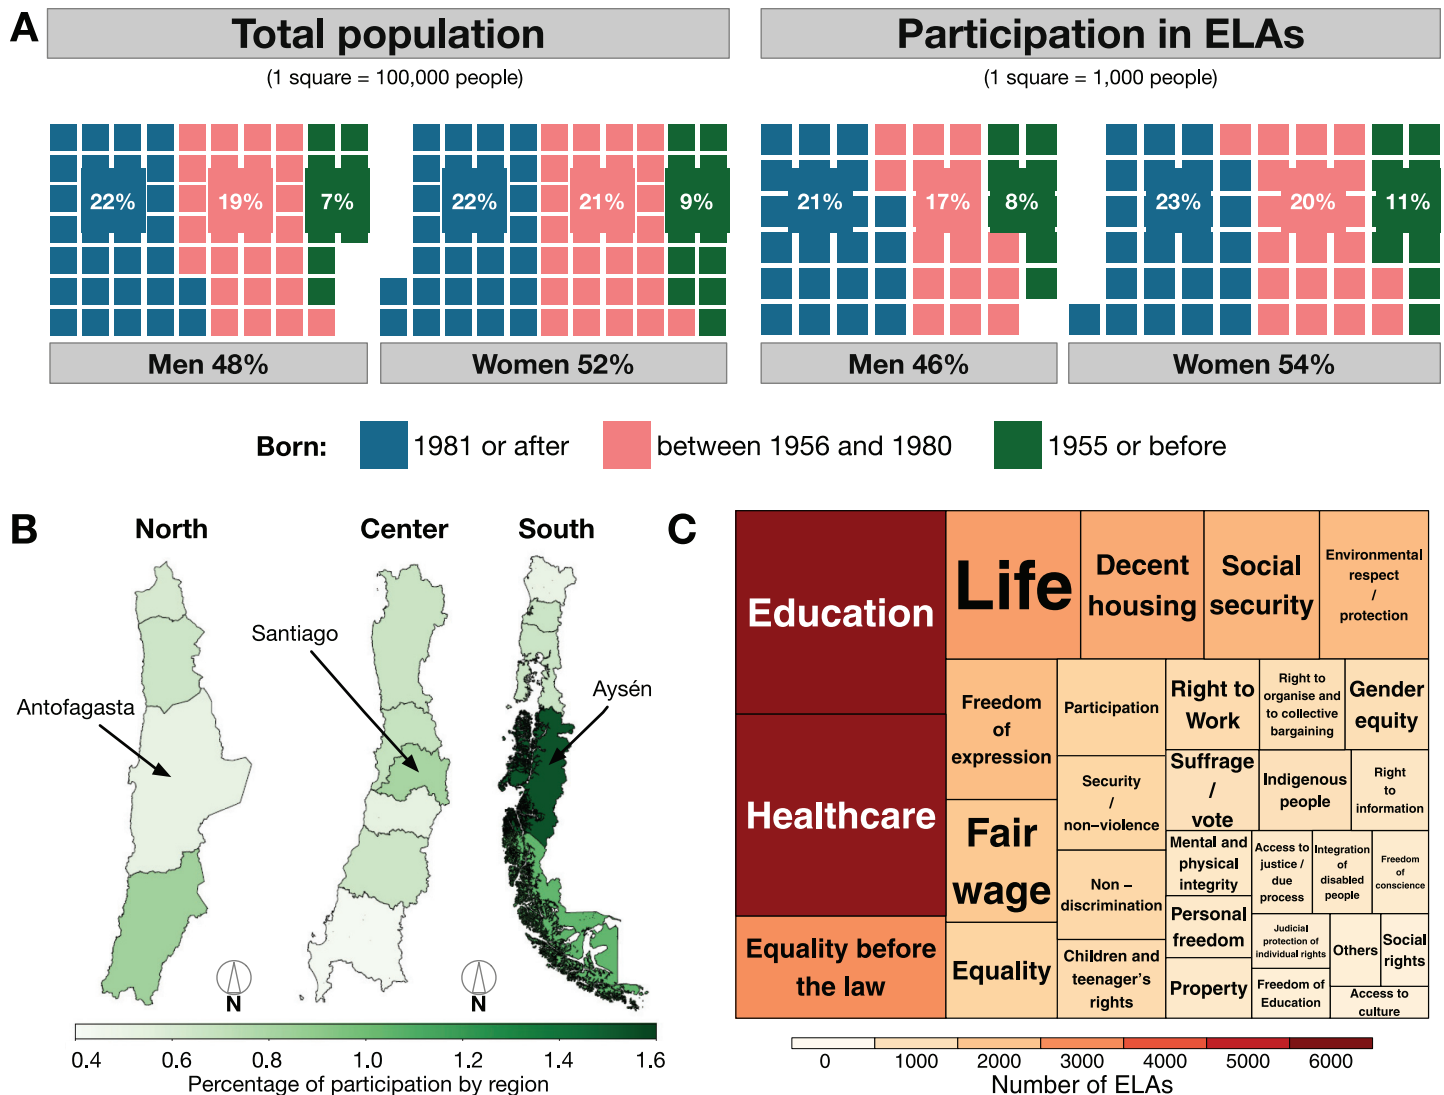 A
Total population
Participation in ELAs
(1 square = 100,000 people)
(1 square = 1,000 people)
22%
19%
7%
22%
21%
9%
21%
17%
8%
23%
20%
11%
Men 48%
Women 52%
Men 46%
Women 54%
Born:
1981 or after
between 1956 and 1980
1955 or before
B
North
Center
South
Santiago
Antofagasta
Aysén
N
N
0.4
0.6
0.8
1.0
1.2
1.4
1.6
Percentage of participation by region
C
Education
Healthcare
Equality before
the law
Life
Decent
housing
Social
security
Environmental
respect
/
protection
Freedom
of
expression
Fair
wage
Equality
Participation
Security
/
non–violence
Non –
discrimination
Children and
teenager's
rights
Right to
Work
Right to
organise and
to collective
bargaining
Gender
equity
Suffrage
/
vote
Indigenous
people
Right
to
information
Mental and
physical
integrity
Access to
justice /
due
process
Integration
of
disabled
people
Freedom
of
conscience
Personal
freedom
Property
Judicial
protection of
individual rights
Freedom of
Education
Others
Social
rights
Access to
culture
0
1000
2000
3000
4000
5000
6000
Number of ELAs